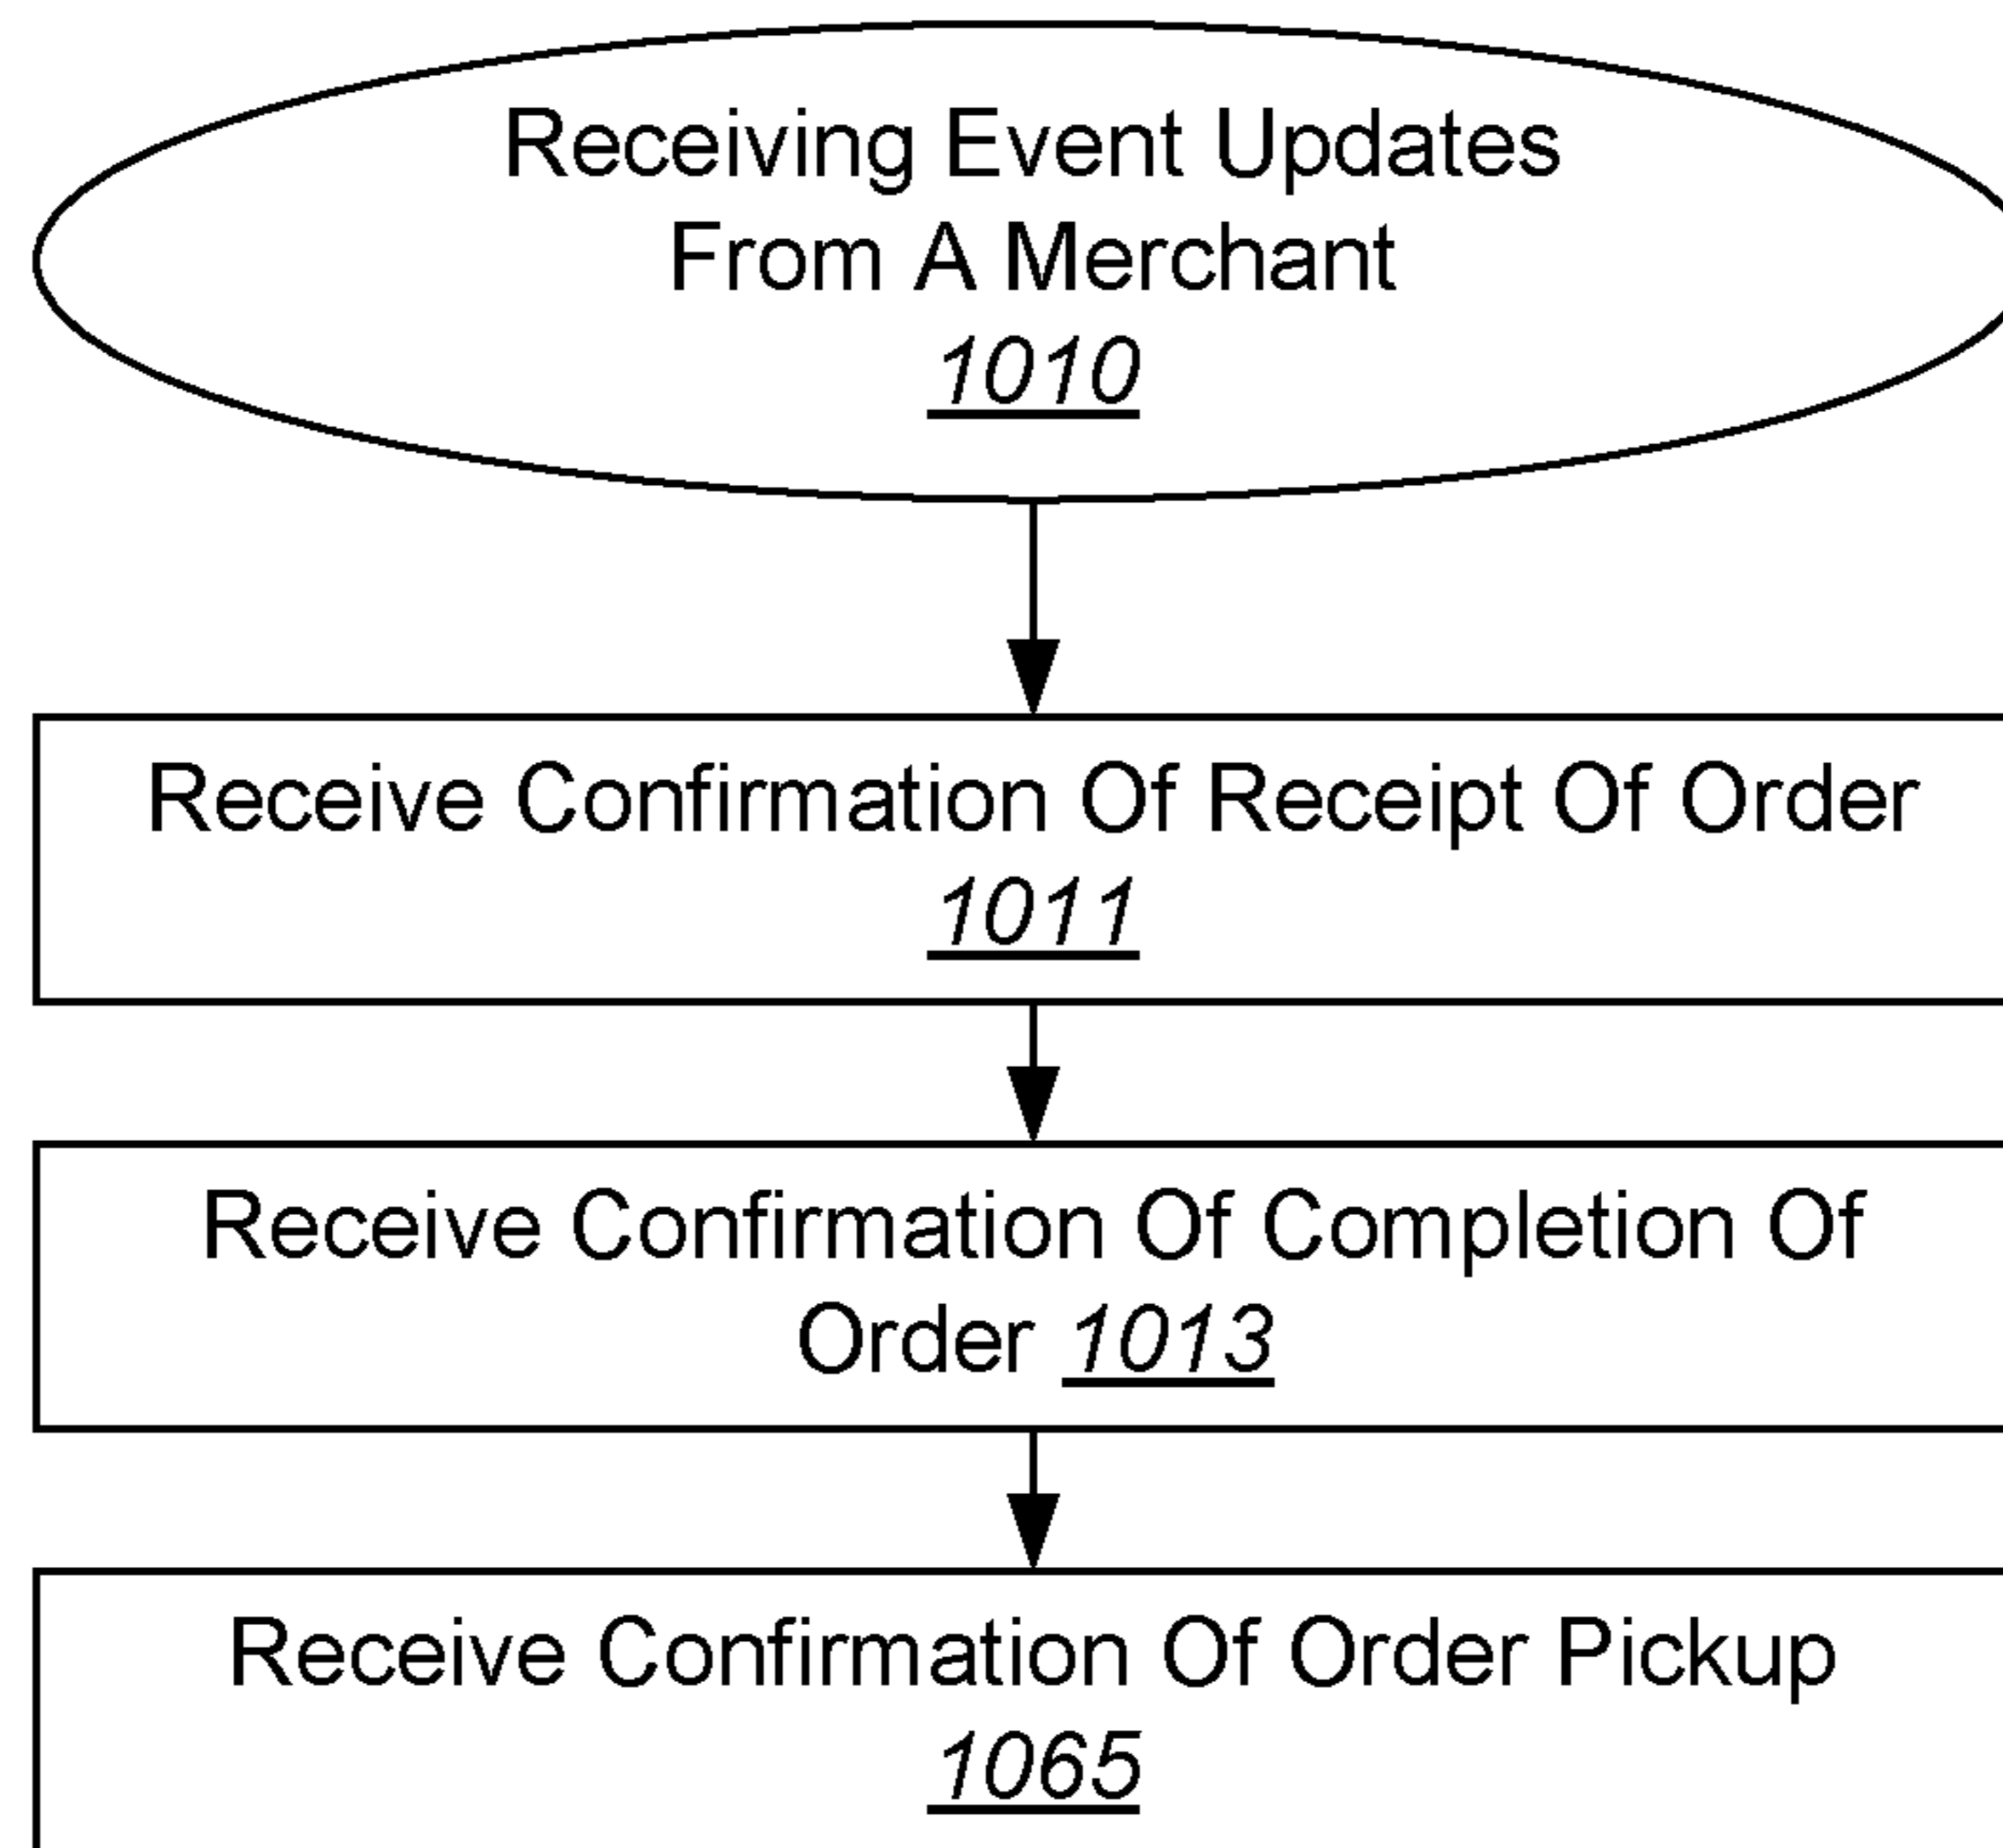 Receiving Event Updates
From A Merchant
1010
Receive Confirmation Of Receipt Of Order
1011
Receive Confirmation Of Completion Of
Order 1013
Receive Confirmation Of Order Pickup
1065